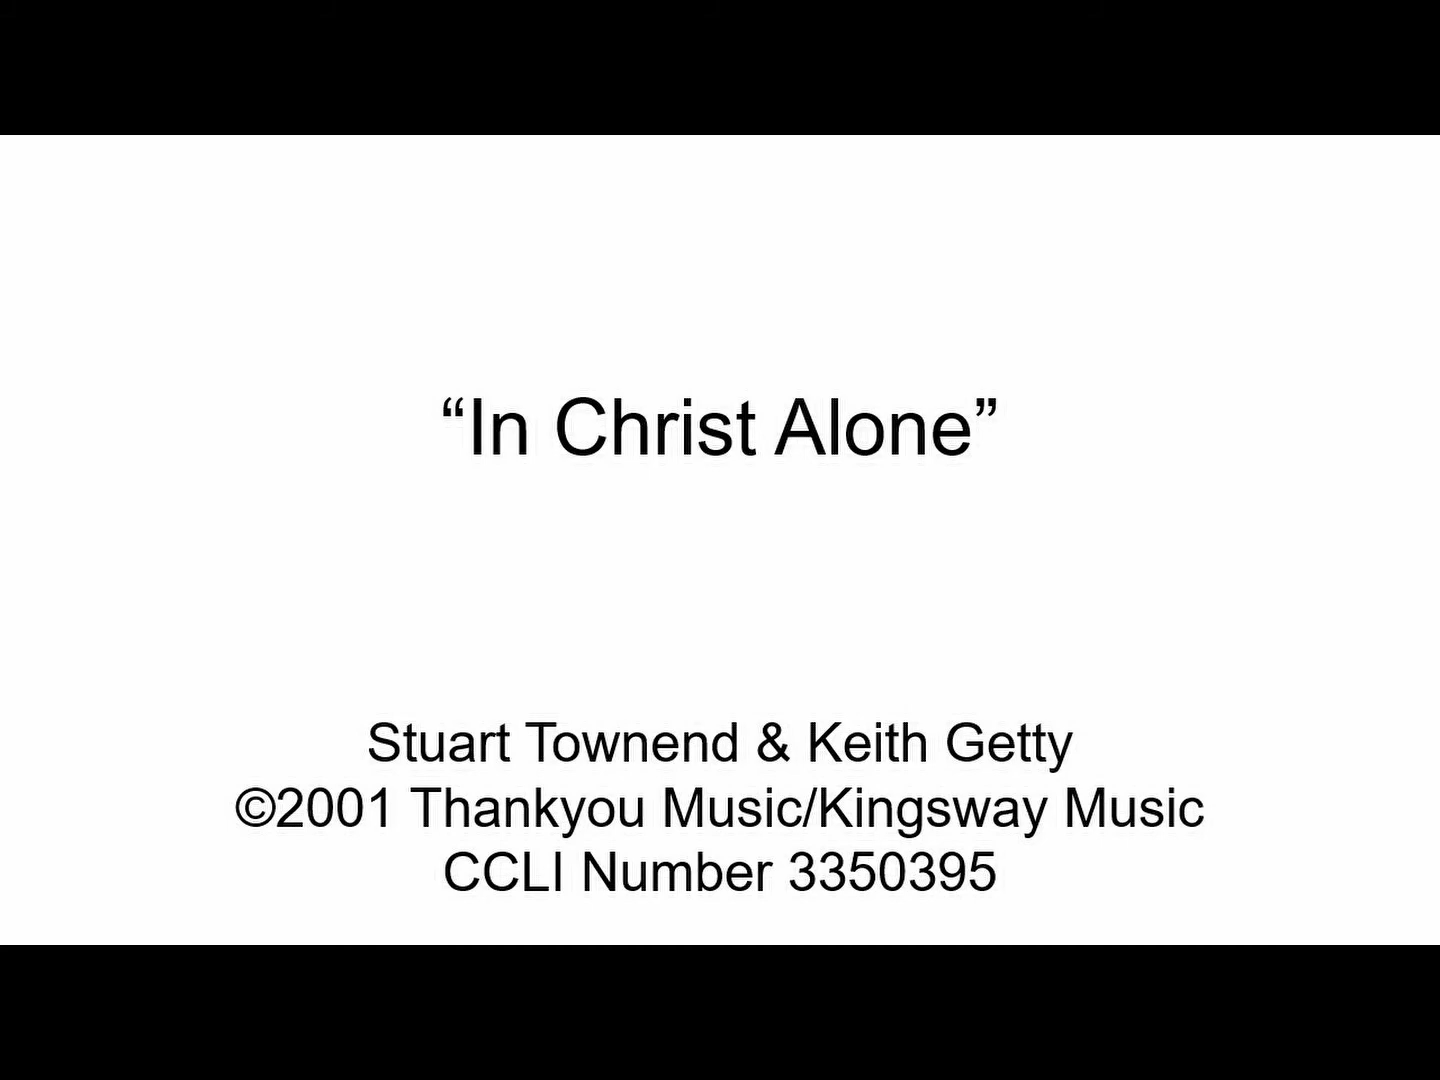 “In Christ Alone”
Stuart Townend & Keith Getty
©2001 Thankyou Music/Kingsway Music
CCLI Number 3350395